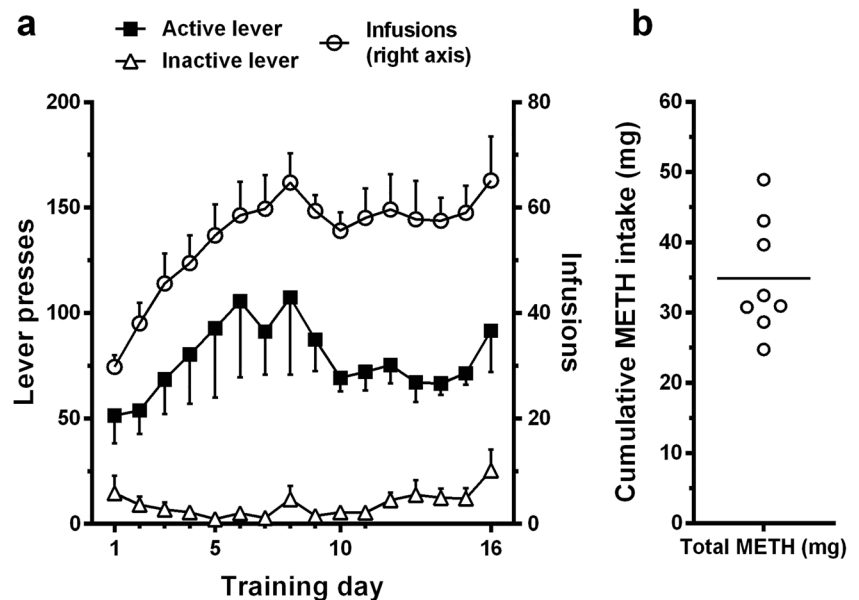 a
Active lever
Inactive lever
Infusions
(right axis)
200
150
100
50
0
Lever presses
80
60
40
20
0
Infusions
1
5
10
16
Training day
b
60
50
40
30
20
10
0
Cumulative METH intake (mg)
Total METH (mg)